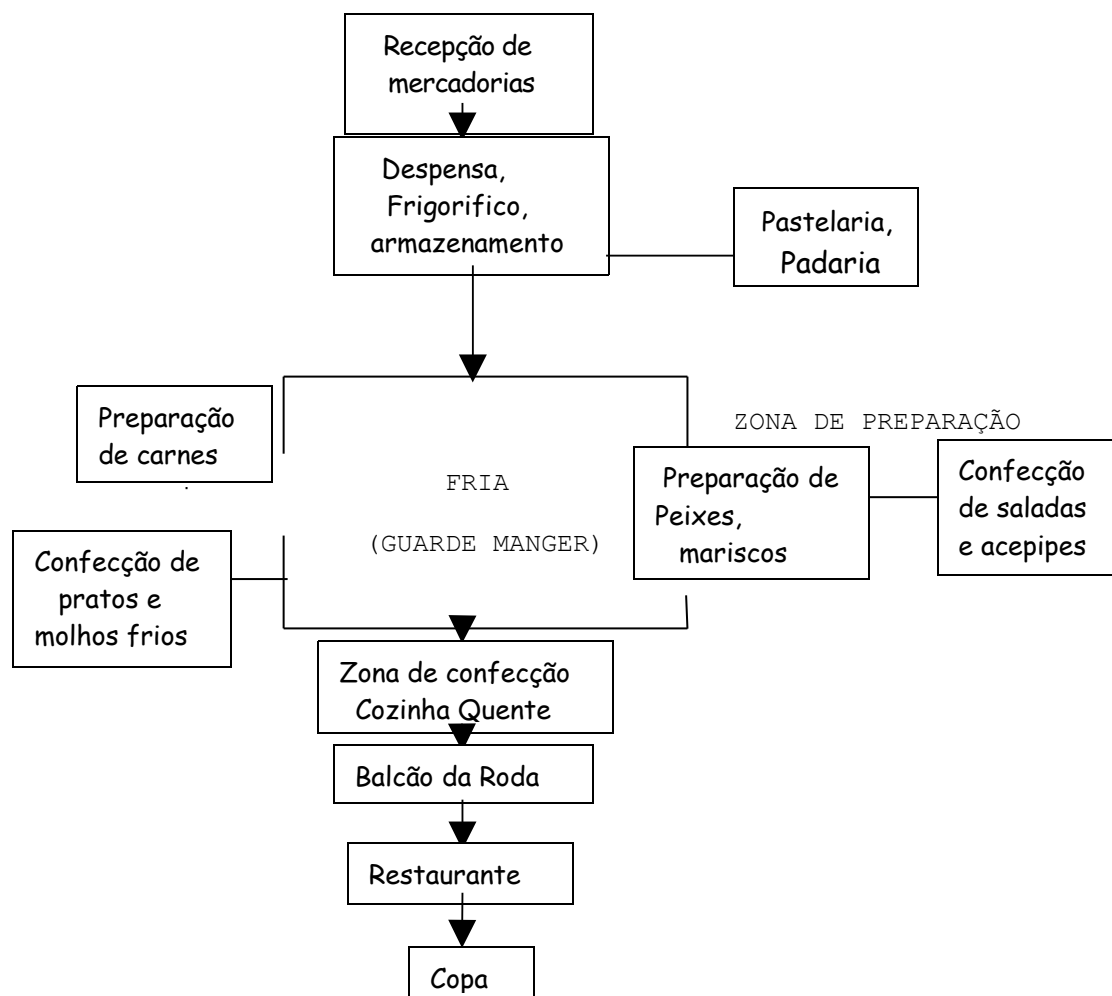 Recepção de
mercadorias
Despensa,
Frigorifico,
armazenamento
Pastelaria,
Padaria
Preparação
de carnes
ZONA DE PREPARAÇÃO
FRIA
(GUARDE MANGER)
Preparação de
Peixes,
mariscos
Confecção
de saladas
e acepipes
Confecção de
pratos e
molhos frios
Zona de confecção
Cozinha Quente
Balcão da Roda
Restaurante
Copa